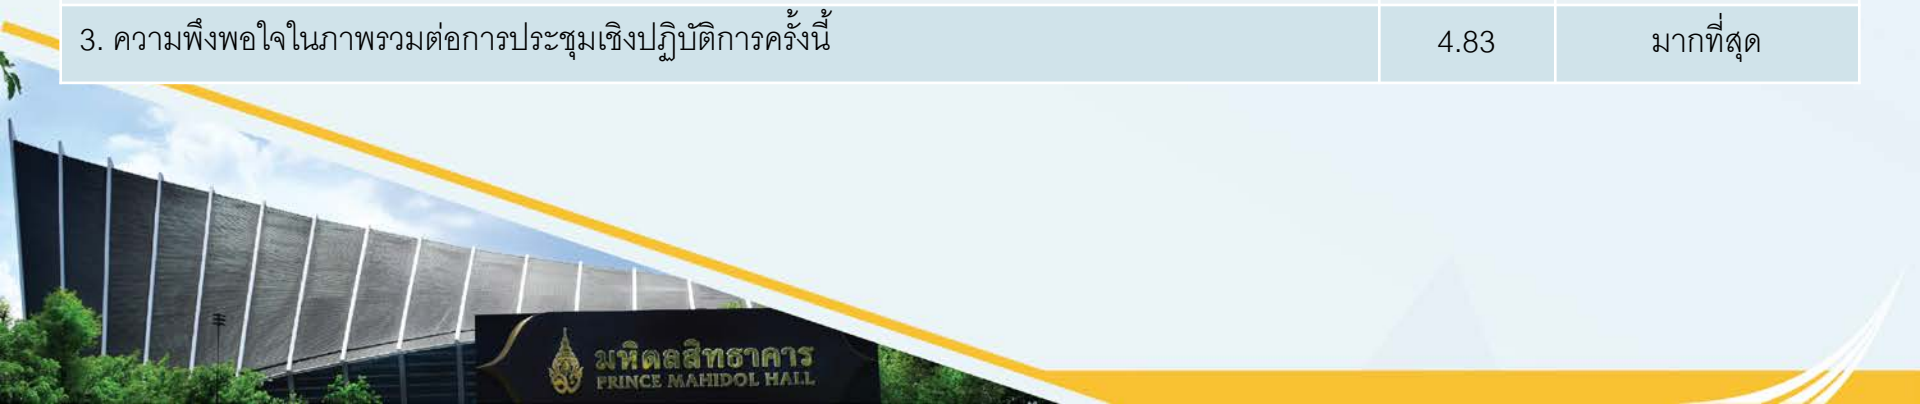 3. ความพึงพอใจในภาพรวมต่อการประชุมเชิงปฏิบัติการครั้งนี้ 4.83 มากที่สุด
มหิดลสิทธาคาร
PRINCE MAHIDOL HALL